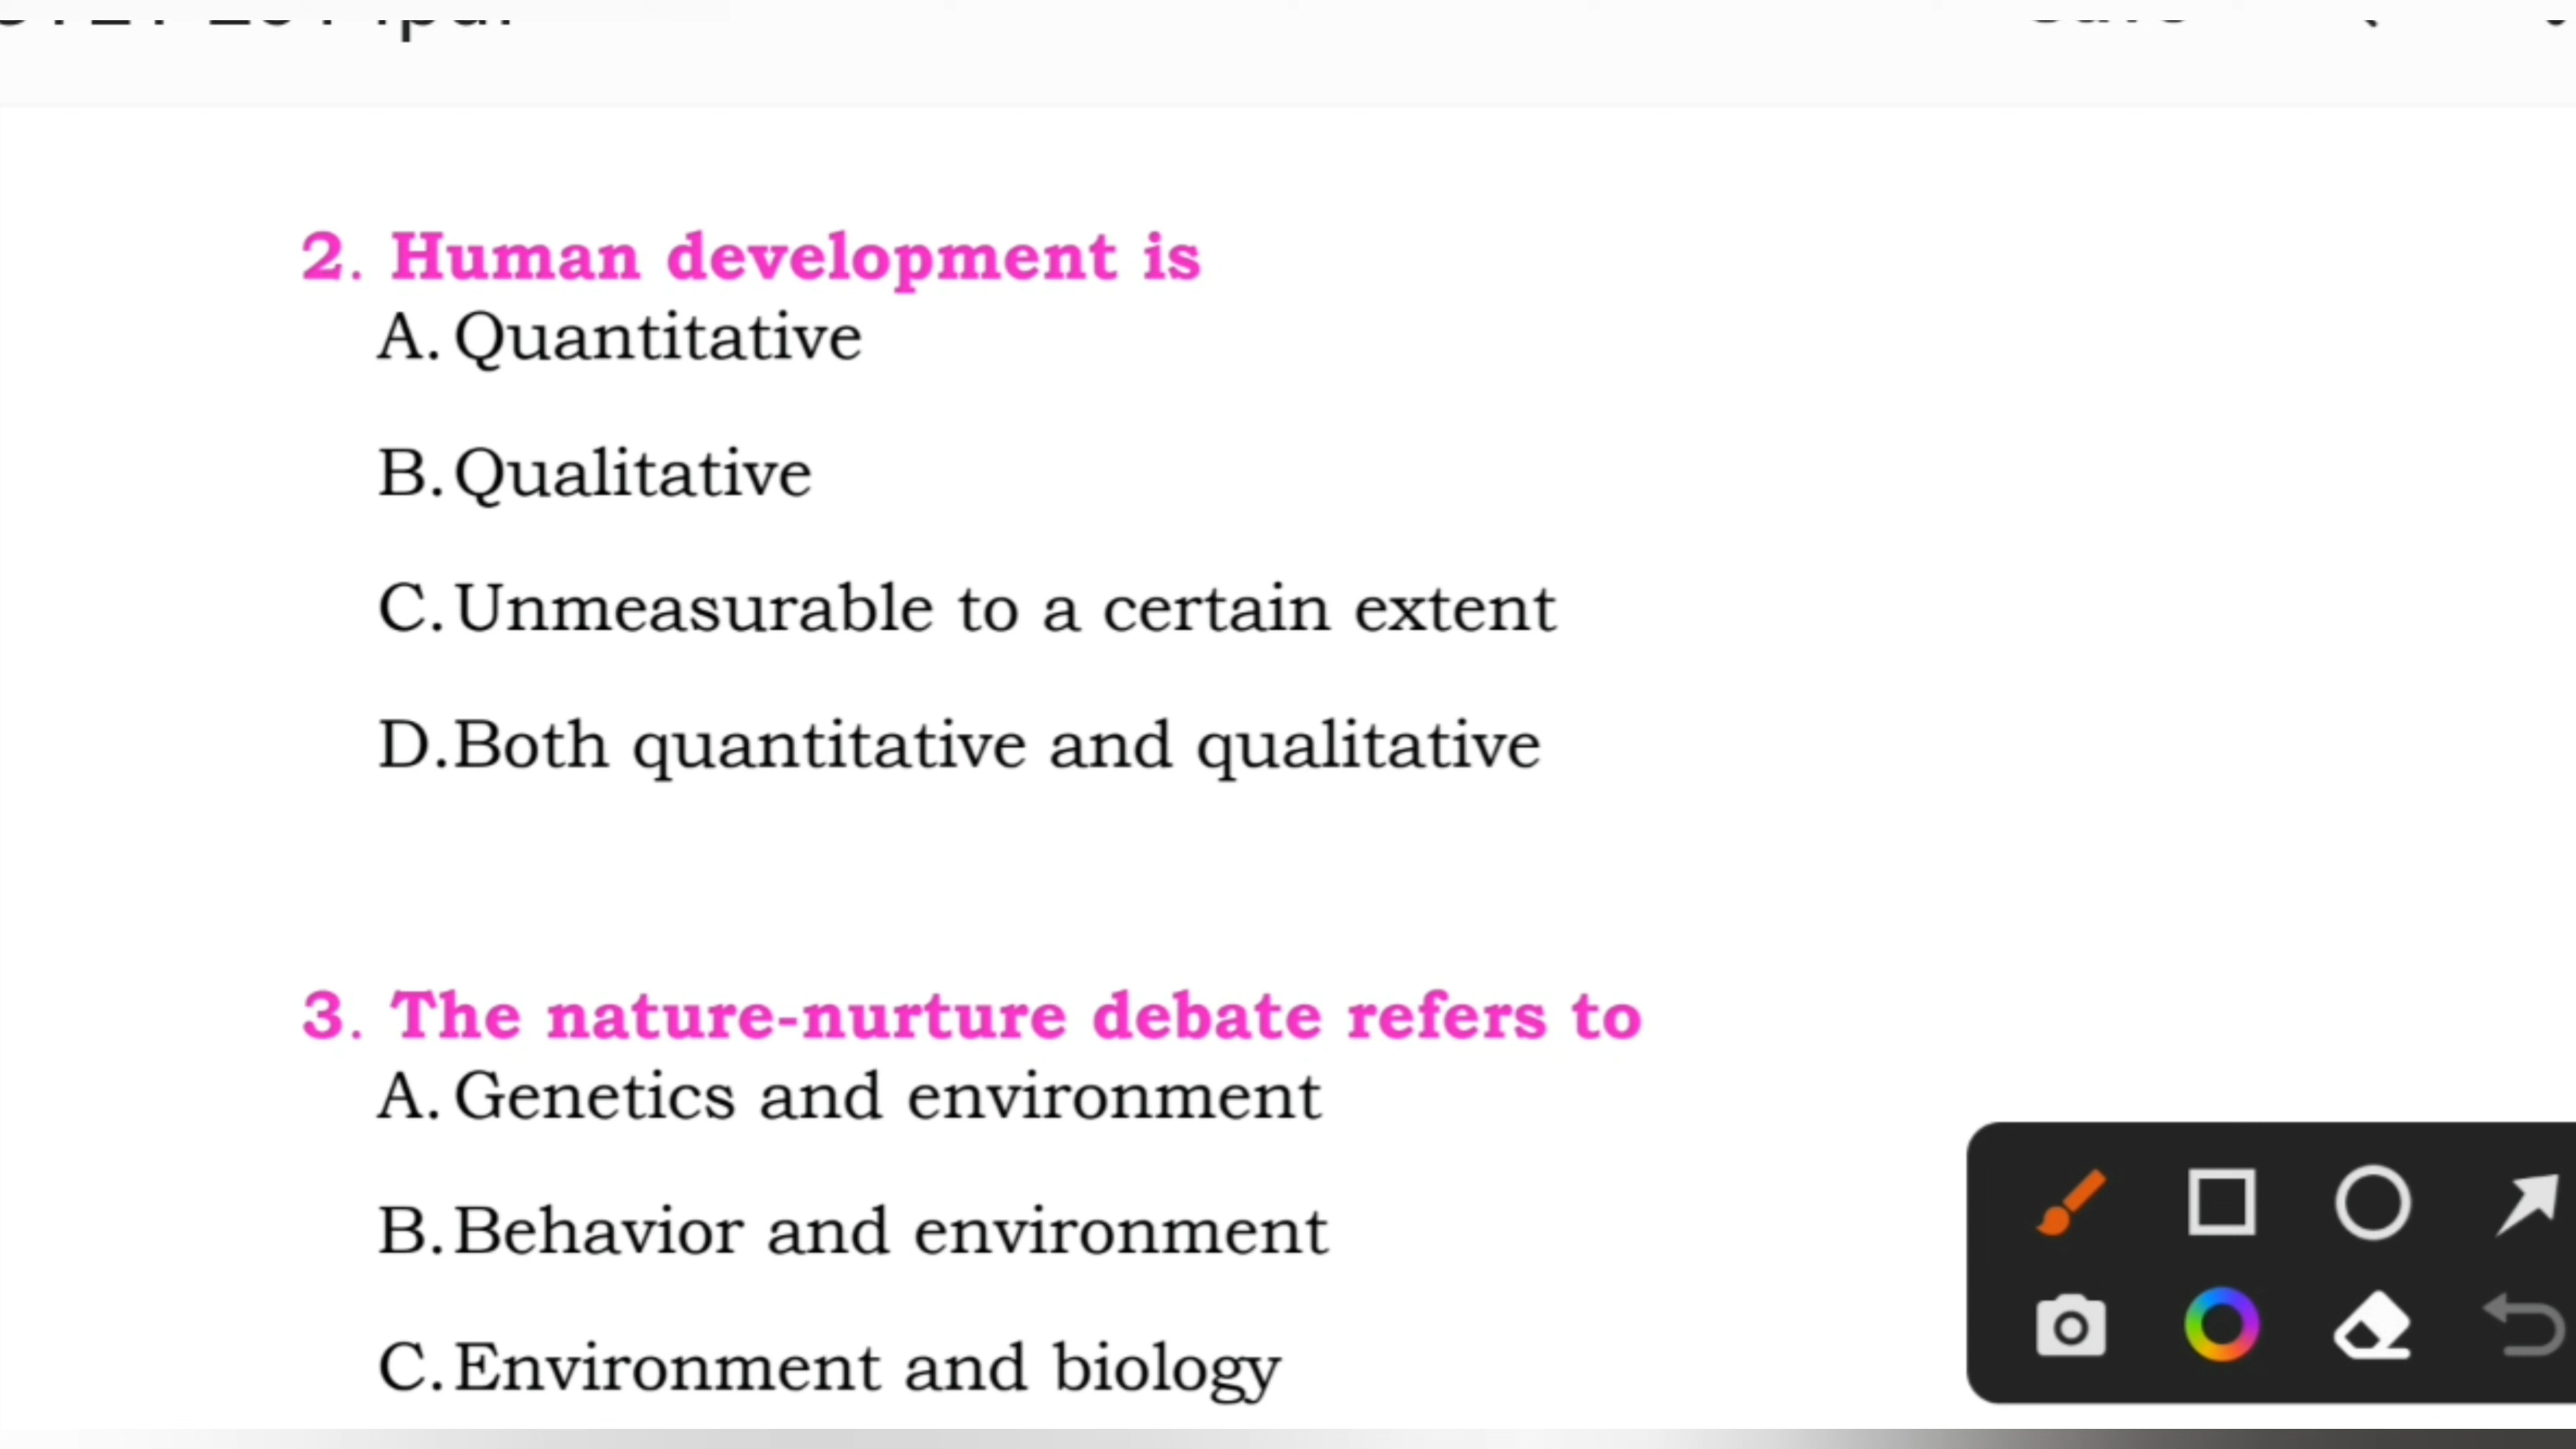 2. Human development is
A. Quantitative
B. Qualitative
C. Unmeasurable to a certain extent
D. Both quantitative and qualitative
3. The nature-nurture debate refers to
A. Genetics and environment
B. Behavior and environment
C. Environment and biology